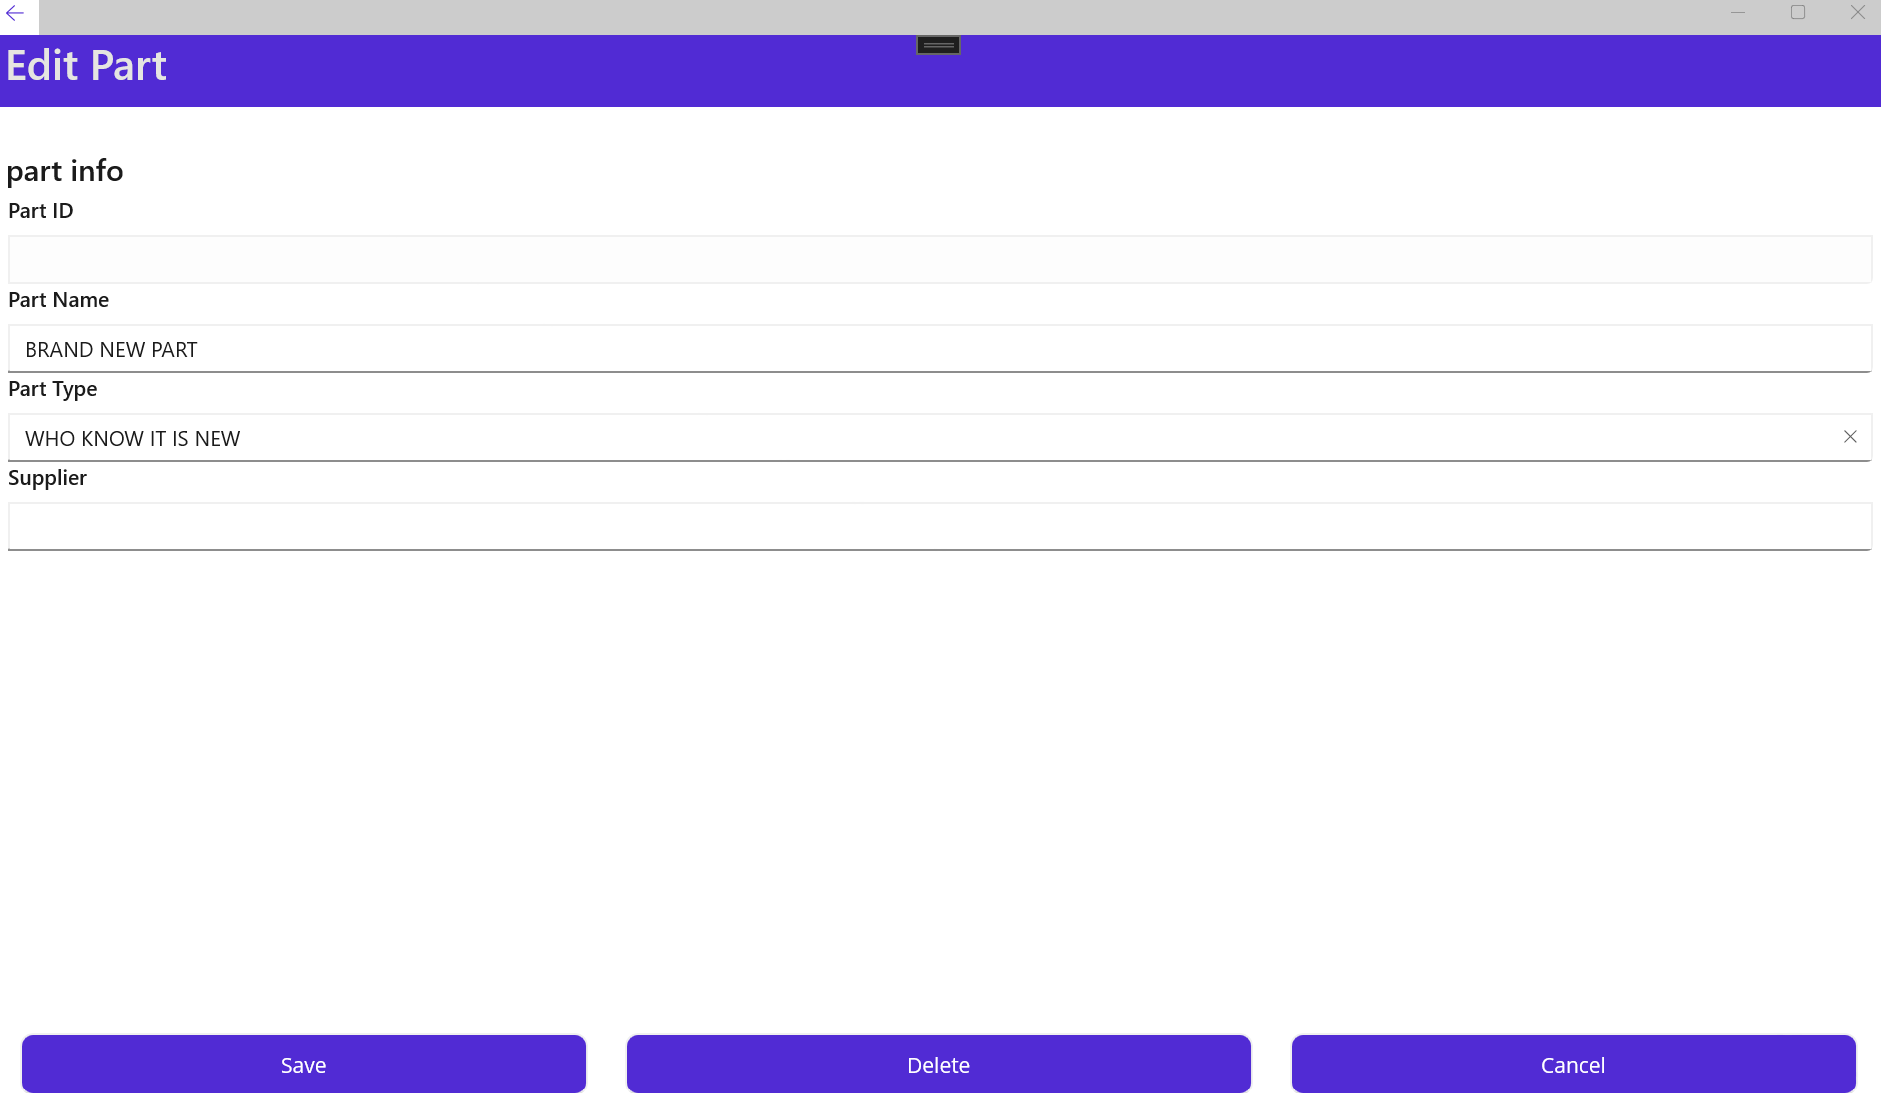 Edit Part
part info
Part ID
Part Name
BRAND NEW PART
Part Type
WHO KNOW IT IS NEW
Supplier
Save
Delete
Cancel